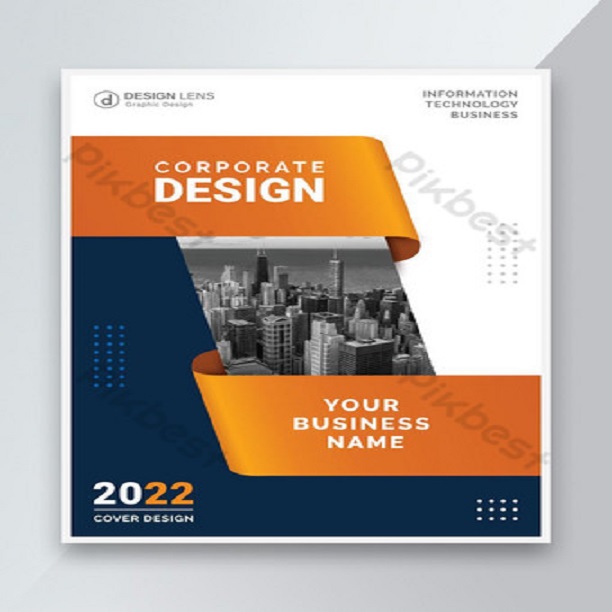 DESIGN LENS
Graphic Design
INFORMATION
TECHNOLOGY
BUSINESS
CORPORATE
DESIGN
YOUR
BUSINESS
NAME
2022
COVER DESIGN
Pikbest
Pikbest
Pikbest
Pikbest